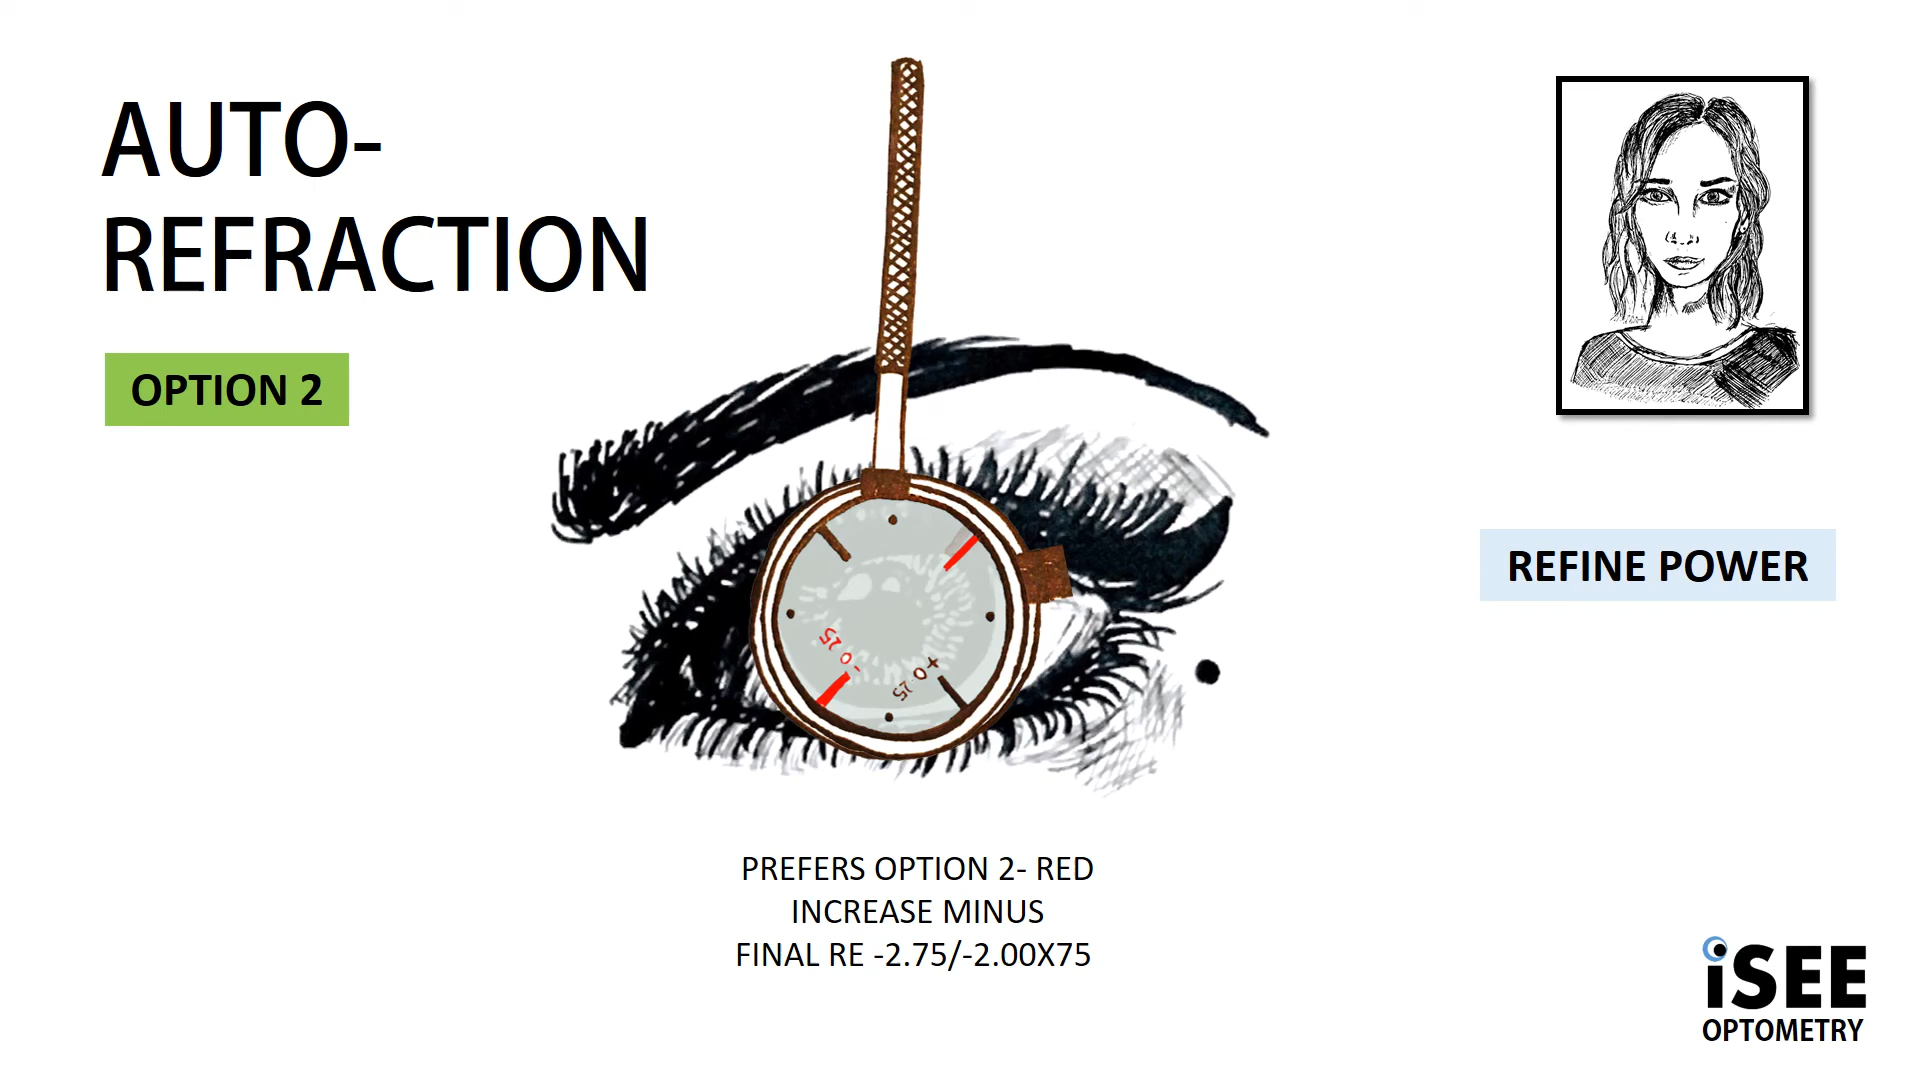 AUTO-
REFRACTION
OPTION 2
REFINE POWER
-0.25
+0.25
PREFERS OPTION 2- RED
INCREASE MINUS
FINAL RE -2.75/-2.00X75
iSEE
OPTOMETRY